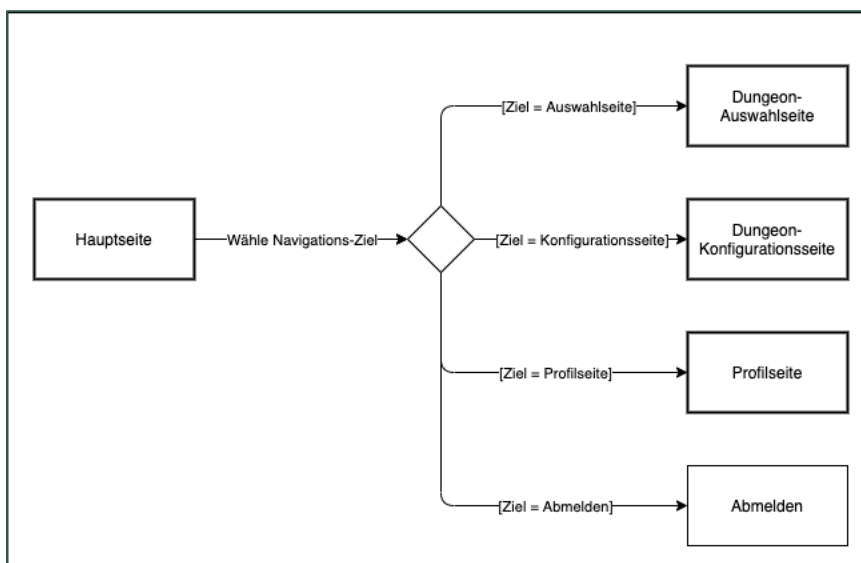 [Ziel = Auswahlseite]
Dungeon-
Auswahlseite
Hauptseite
Wähle Navigations-Ziel
[Ziel = Konfigurationsseite]
Dungeon-
Konfigurationsseite
[Ziel = Profilseite]
Profilseite
[Ziel = Abmelden]
Abmelden